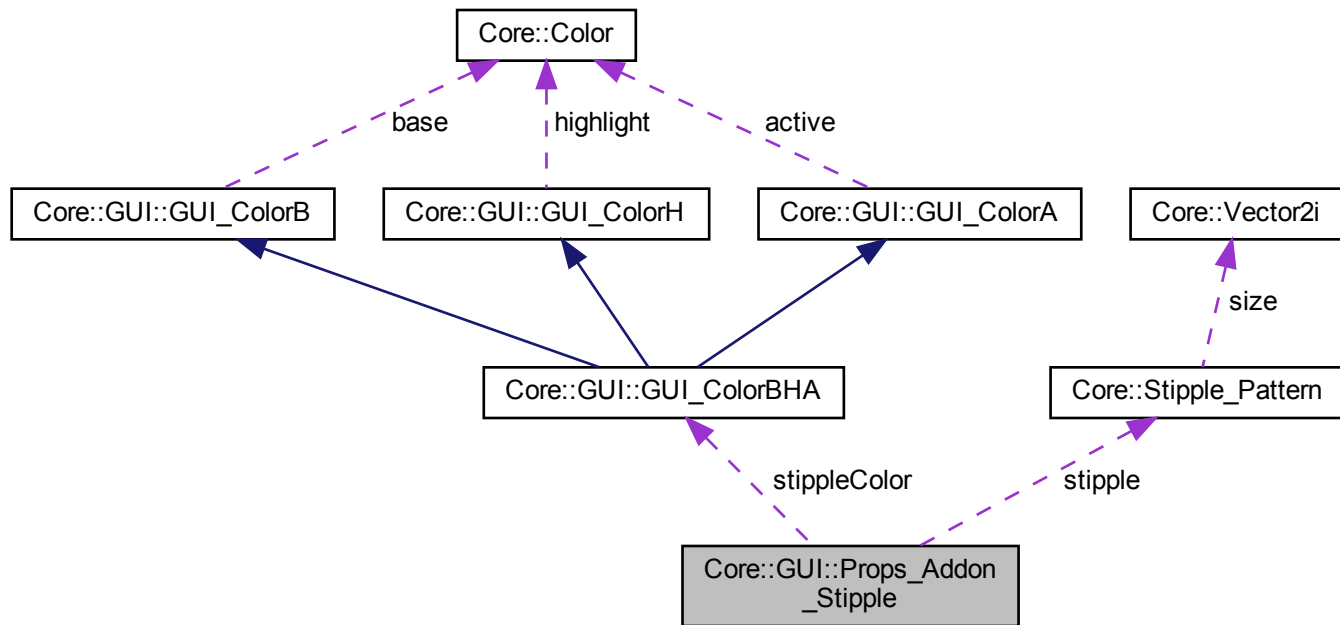 Core::Color
base
highlight
active
Core::GUI::GUI_ColorB
Core::GUI::GUI_ColorH
Core::GUI::GUI_ColorA
Core::Vector2i
size
Core::GUI::GUI_ColorBHA
Core::Stipple_Pattern
stippleColor
stipple
Core::GUI::Props_Addon
_Stipple